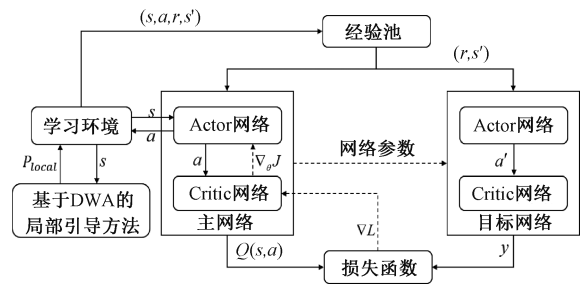 (s,a,r,s')
经验池
(r,s')
学习环境
s
a
Actor网络
Actor网络
网络参数
a
∇θJ
a'
P_local
s
Critic网络
Critic网络
基于DWA的
局部引导方法
主网络
目标网络
∇L
Q(s,a)
损失函数
y